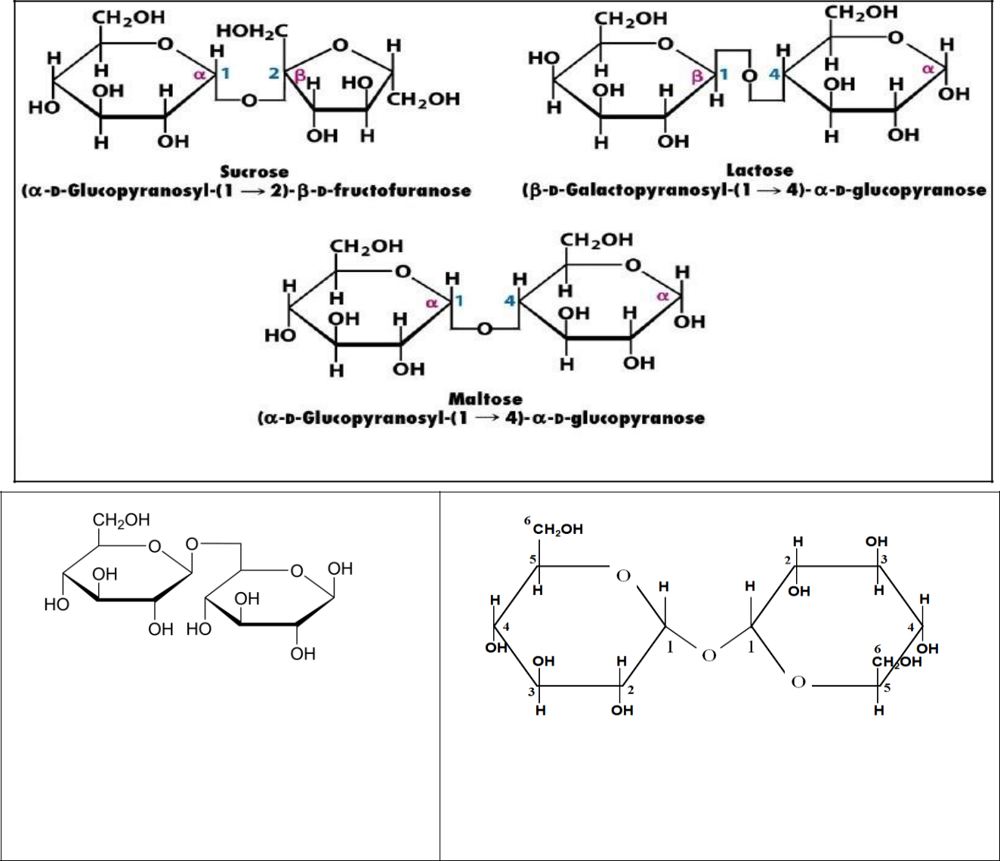 CH₂OH
O
H
H
H
OH
H
HO
H
OH
α 1
O
HOH₂C
2 β
O
H
H
HO
CH₂OH
OH
H
Sucrose
(α-D-Glucopyranosyl-(1 → 2)-β-D-fructofuranose
CH₂OH
O
HO
H
OH
H
H
H
OH
β 1
H
O
CH₂OH
O
H
4
H
H
α
OH
H
OH
H
OH
Lactose
(β-D-Galactopyranosyl-(1 → 4)-α-D-glucopyranose
CH₂OH
O
H
H
H
OH
H
HO
H
OH
α 1
O
CH₂OH
O
H
4
H
H
α
OH
H
OH
H
OH
Maltose
(α-D-Glucopyranosyl-(1 → 4)-α-D-glucopyranose
CH₂OH
O
O
OH
HO
OH
O
OH
OH
HO
OH
6
CH₂OH
5
O
H
H
H
4
OH
OH
H
3
2
H
OH
1
O
1
H
H
2
OH
OH
3
H
H
4
OH
6
CH₂OH
5
H
O